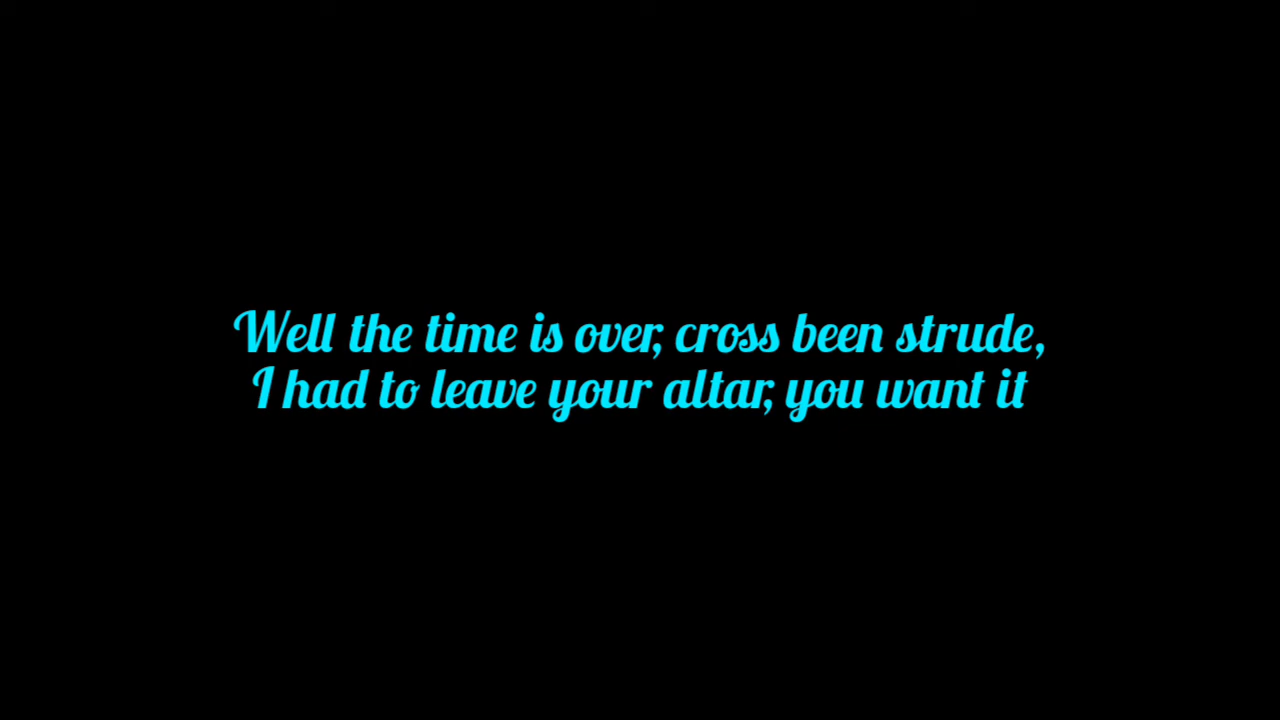 Well the time is over, cross been strude,
I had to leave your altar, you want it